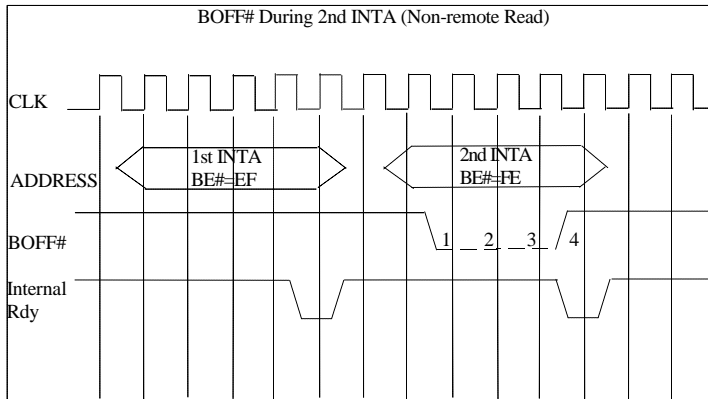 BOFF# During 2nd INTA (Non-remote Read)
CLK
ADDRESS
1st INTA
BE#=EF
2nd INTA
BE#=FE
BOFF#
1 2 3 4
Internal
Rdy